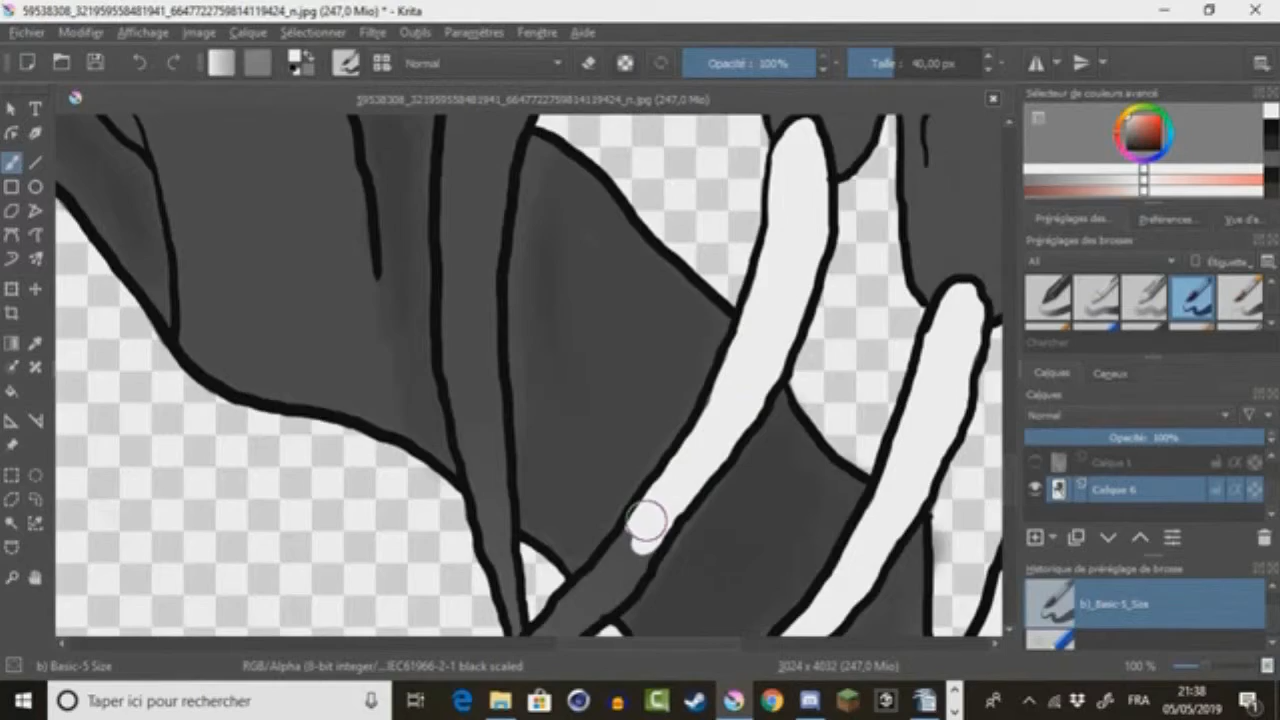 59538308_321959558481941_6647722759814119424_n.jpg (247,0 Mio) * - Krita
Fichier Modifier Affichage Image Calque Sélectionner Filtre Outils Paramètres Fenêtre Aide
Normal Opacité : 100% Taille : 40,00 px
59538308_321959558481941_6647722759814119424_n.jpg (247,0 Mio)
Sélecteur de couleurs avancé
Préréglages des... Préférences... Vue d'e...
Préréglages des brosses
All Étiquette
Chercher
Calques Canaux
Calques
Normal
Opacité: 100%
Calque 1
Calque 6
Historique de préréglage de brosse
b)_Basic-5_Size
b) Basic-5 Size RGB/Alpha (8-bit integer/...IEC61966-2-1 black scaled 3024 x 4032 (247,0 Mio) 100 %
Taper ici pour rechercher FRA 21:38
05/05/2019